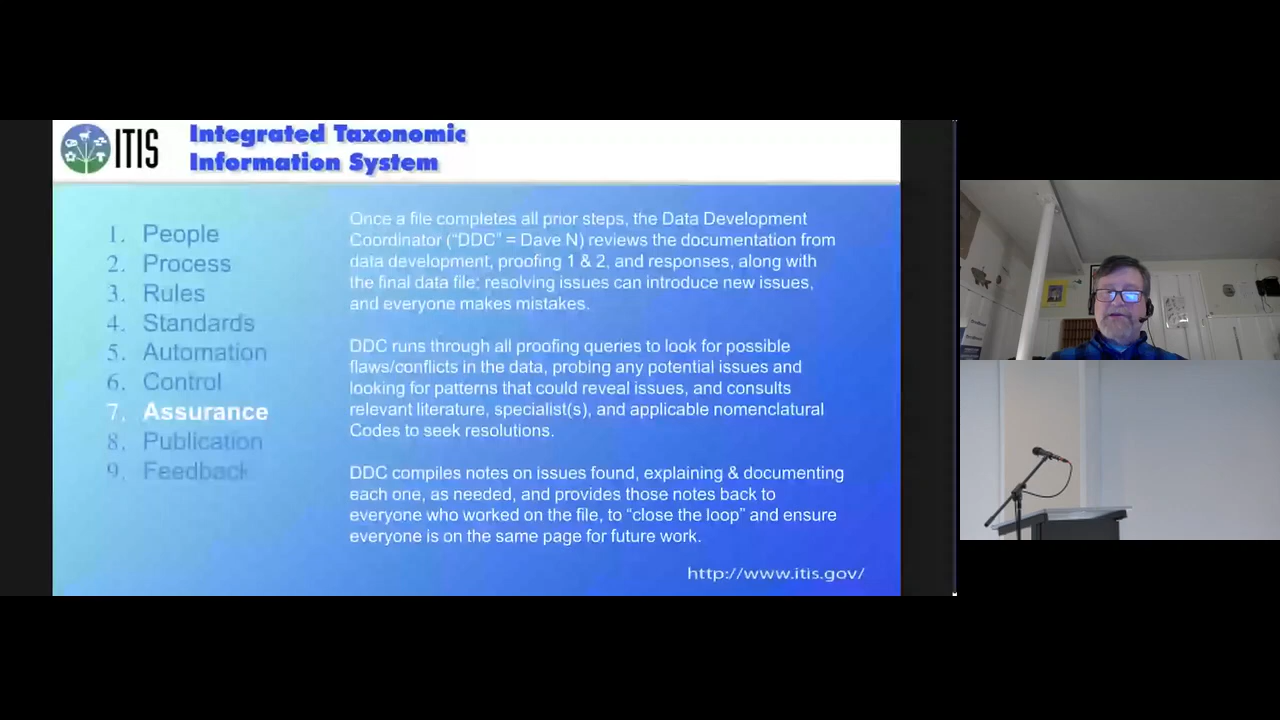 ITIS
Integrated Taxonomic
Information System
1. People
2. Process
3. Rules
4. Standards
5. Automation
6. Control
7. Assurance
8. Publication
9. Feedback
Once a file completes all prior steps, the Data Development
Coordinator (“DDC” = Dave N) reviews the documentation from
data development, proofing 1 & 2, and responses, along with
the final data file; resolving issues can introduce new issues,
and everyone makes mistakes.
DDC runs through all proofing queries to look for possible
flaws/conflicts in the data, probing any potential issues and
looking for patterns that could reveal issues, and consults
relevant literature, specialist(s), and applicable nomenclatural
Codes to seek resolutions.
DDC compiles notes on issues found, explaining & documenting
each one, as needed, and provides those notes back to
everyone who worked on the file, to “close the loop” and ensure
everyone is on the same page for future work.
http://www.itis.gov/